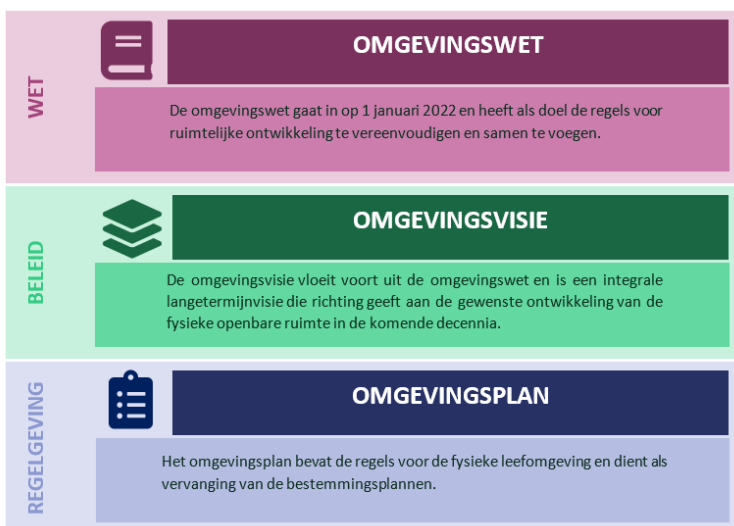 WET
OMGEVINGSWET
De omgevingswet gaat in op 1 januari 2022 en heeft als doel de regels voor
ruimtelijke ontwikkeling te vereenvoudigen en samen te voegen.
BELEID
OMGEVINGSVISIE
De omgevingsvisie vloeit voort uit de omgevingswet en is een integrale
langetermijnvisie die richting geeft aan de gewenste ontwikkeling van de
fysieke openbare ruimte in de komende decennia.
REGELGEVING
OMGEVINGSPLAN
Het omgevingsplan bevat de regels voor de fysieke leefomgeving en dient als
vervanging van de bestemmingsplannen.